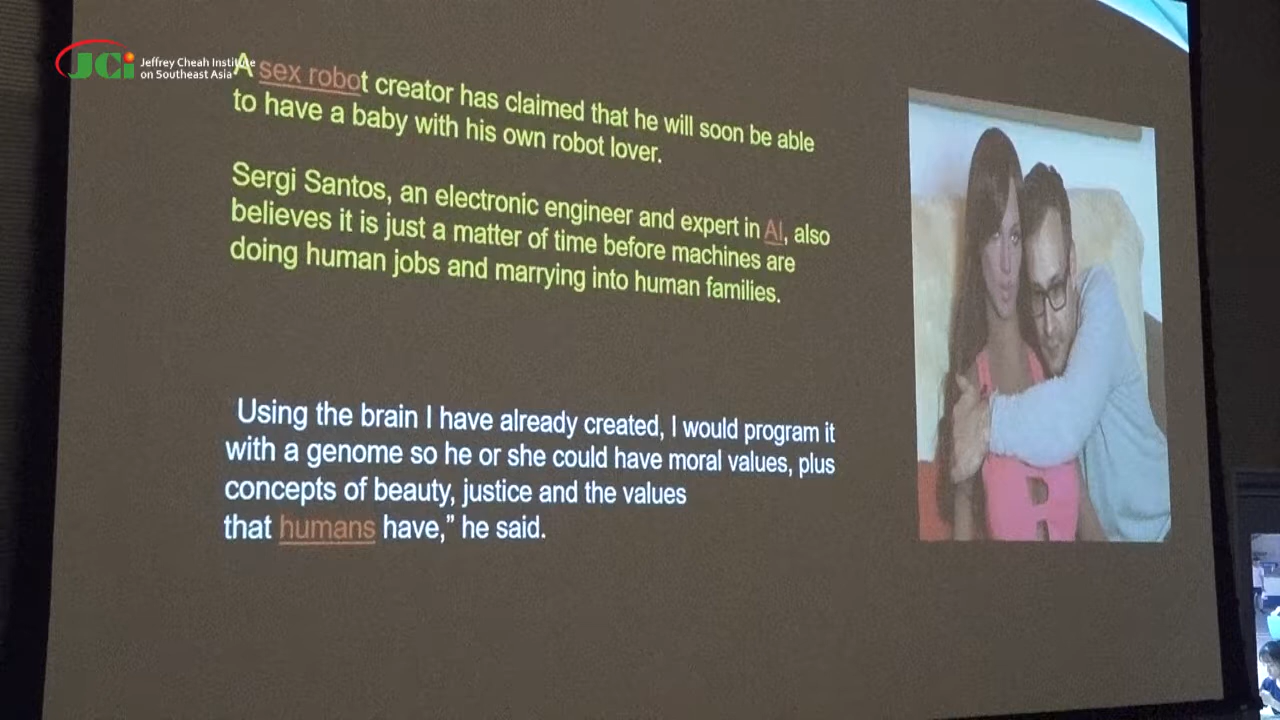 JCi Jeffrey Cheah Institute
on Southeast Asia
A sex robot creator has claimed that he will soon be able
to have a baby with his own robot lover.
Sergi Santos, an electronic engineer and expert in AI, also
believes it is just a matter of time before machines are
doing human jobs and marrying into human families.
Using the brain I have already created, I would program it
with a genome so he or she could have moral values, plus
concepts of beauty, justice and the values
that humans have,” he said.
R